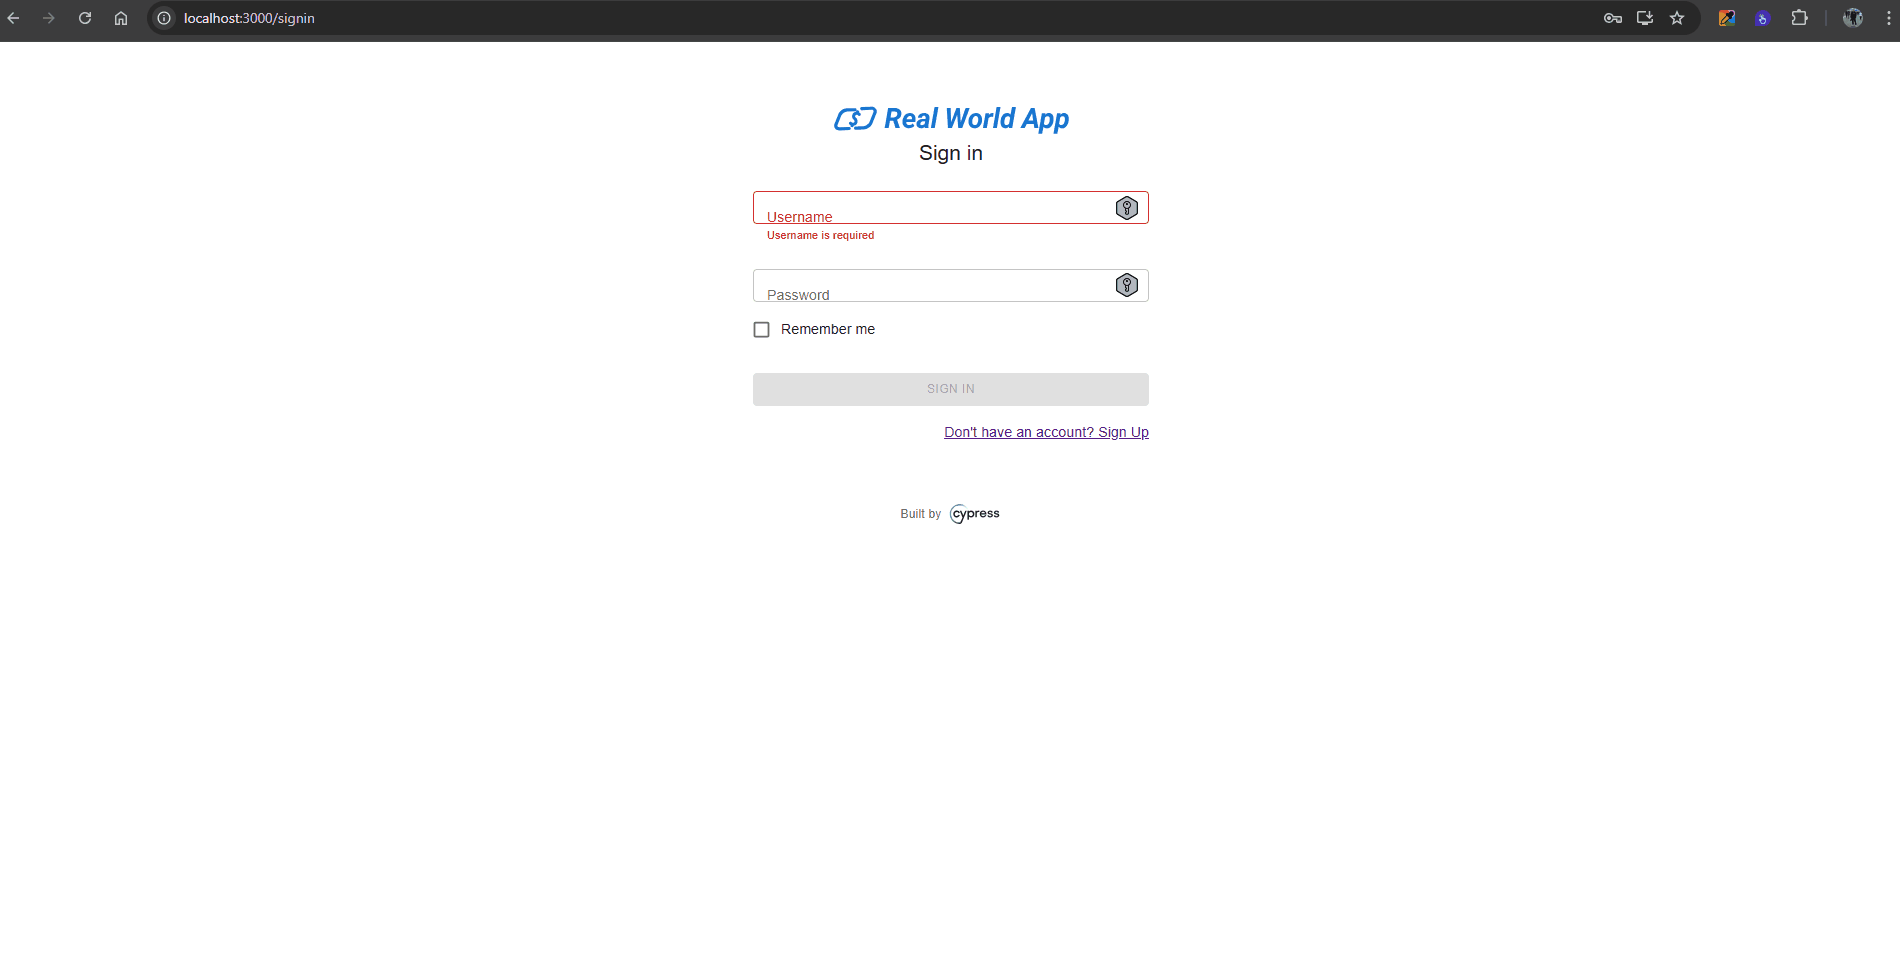 localhost:3000/signin
Real World App
Sign in
Username
Username is required
Password
Remember me
SIGN IN
Don't have an account? Sign Up
Built by cypress